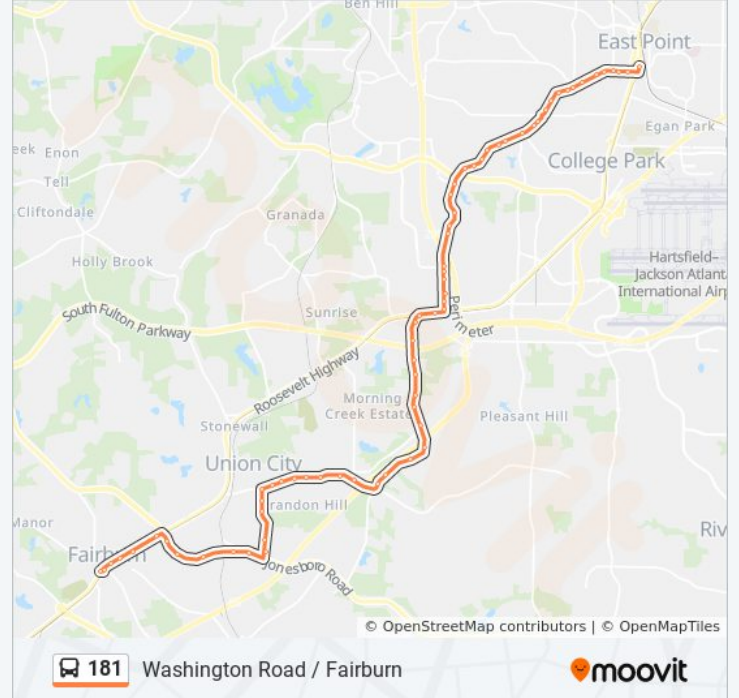 Ben Hill
East Point
Egan Park
eek
Enon
College Park
Tell
Cliftondale
Granada
Holly Brook
Hartsfield–
Jackson Atlant
International Airp
South Fulton Parkway
Sunrise
Perimeter
Roosevelt Highway
Morning
Creek Estate
Pleasant Hill
Stonewall
Union City
randon Hill
Manor
Riv
Fairburn
Jonesboro Road
© OpenStreetMap contributors | © OpenMapTiles
181 Washington Road / Fairburn
moovit